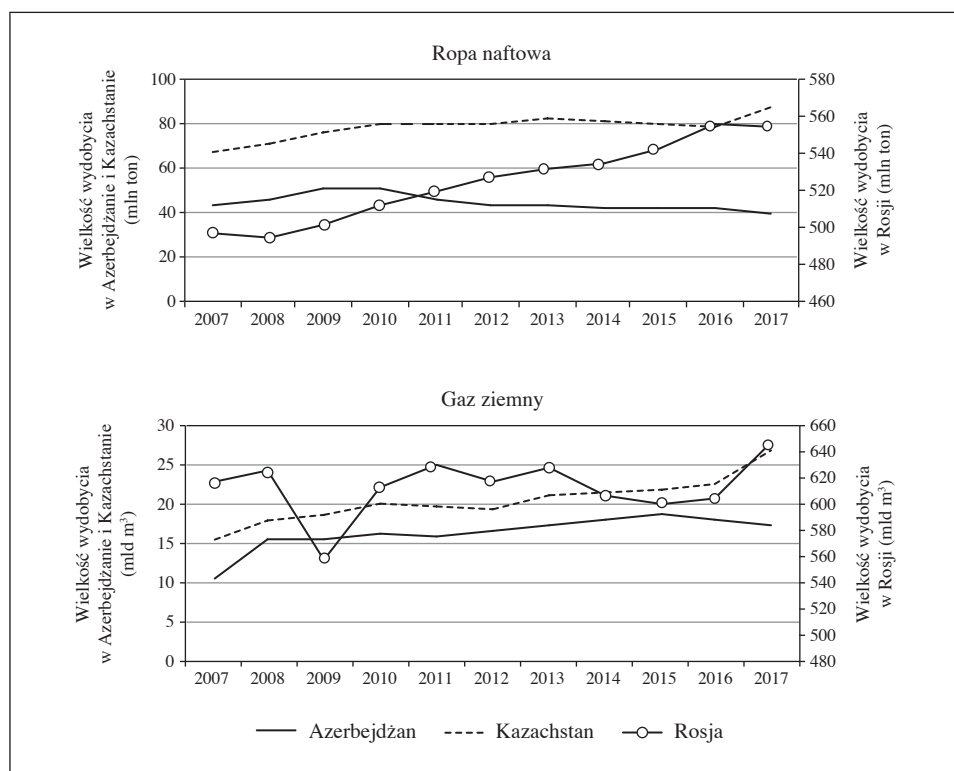 Ropa naftowa
Wielkość wydobycia
w Azerbejdżanie i Kazachstanie
(mln ton)
100
80
60
40
20
0
580
560
540
520
500
480
460
Wielkość wydobycia
w Rosji (mln ton)
2007 2008 2009 2010 2011 2012 2013 2014 2015 2016 2017
Gaz ziemny
Wielkość wydobycia
w Azerbejdżanie i Kazachstanie
(mld m³)
30
25
20
15
10
5
0
660
640
620
600
580
560
540
520
500
480
Wielkość wydobycia
w Rosji (mld m³)
2007 2008 2009 2010 2011 2012 2013 2014 2015 2016 2017
Azerbejdżan Kazachstan Rosja